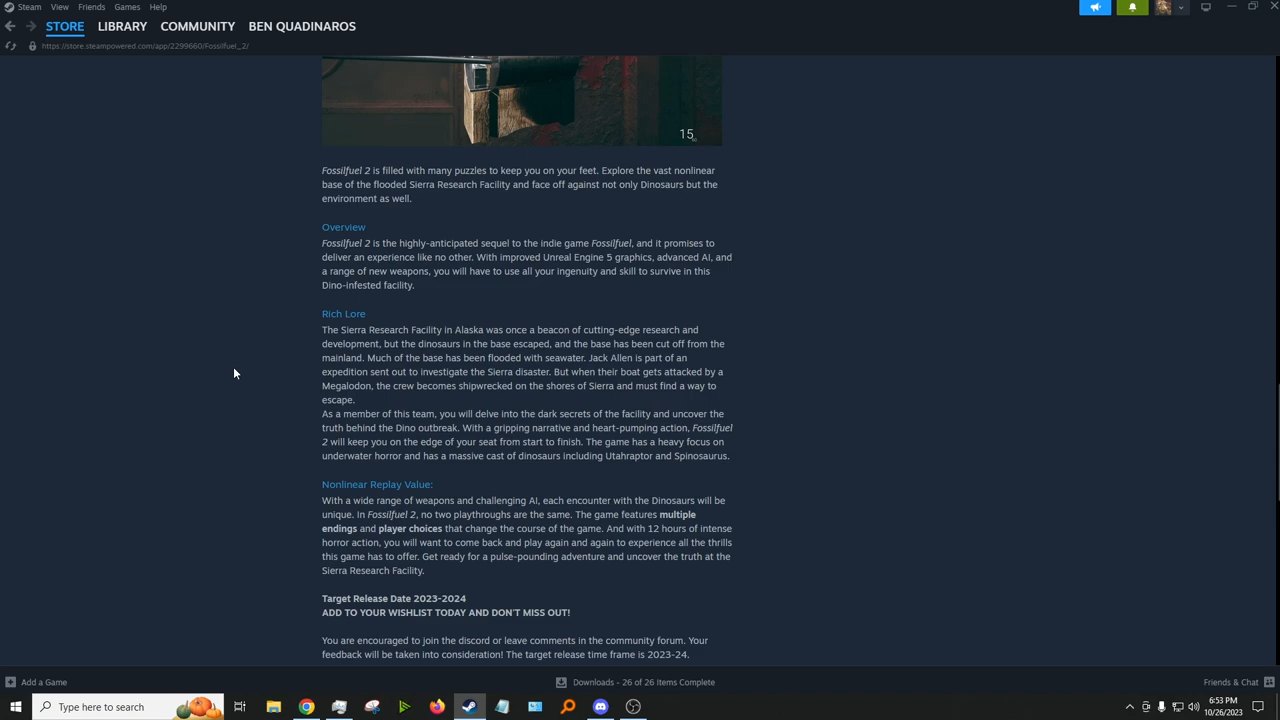 Steam View Friends Games Help
STORE LIBRARY COMMUNITY BEN QUADINAROS
https://store.steampowered.com/app/2299660/Fossilfuel_2/
15
Fossilfuel 2 is filled with many puzzles to keep you on your feet. Explore the vast nonlinear
base of the flooded Sierra Research Facility and face off against not only Dinosaurs but the
environment as well.
Overview
Fossilfuel 2 is the highly-anticipated sequel to the indie game Fossilfuel, and it promises to
deliver an experience like no other. With improved Unreal Engine 5 graphics, advanced AI, and
a range of new weapons, you will have to use all your ingenuity and skill to survive in this
Dino-infested facility.
Rich Lore
The Sierra Research Facility in Alaska was once a beacon of cutting-edge research and
development, but the dinosaurs in the base escaped, and the base has been cut off from the
mainland. Much of the base has been flooded with seawater. Jack Allen is part of an
expedition sent out to investigate the Sierra disaster. But when their boat gets attacked by a
Megalodon, the crew becomes shipwrecked on the shores of Sierra and must find a way to
escape.
As a member of this team, you will delve into the dark secrets of the facility and uncover the
truth behind the Dino outbreak. With a gripping narrative and heart-pumping action, Fossilfuel
2 will keep you on the edge of your seat from start to finish. The game has a heavy focus on
underwater horror and has a massive cast of dinosaurs including Utahraptor and Spinosaurus.
Nonlinear Replay Value:
With a wide range of weapons and challenging AI, each encounter with the Dinosaurs will be
unique. In Fossilfuel 2, no two playthroughs are the same. The game features multiple
endings and player choices that change the course of the game. And with 12 hours of intense
horror action, you will want to come back and play again and again to experience all the thrills
this game has to offer. Get ready for a pulse-pounding adventure and uncover the truth at the
Sierra Research Facility.
Target Release Date 2023-2024
ADD TO YOUR WISHLIST TODAY AND DON'T MISS OUT!
You are encouraged to join the discord or leave comments in the community forum. Your
feedback will be taken into consideration! The target release time frame is 2023-24.
Add a Game Downloads - 26 of 26 Items Complete Friends & Chat
Type here to search
6:53 PM
10/26/2023